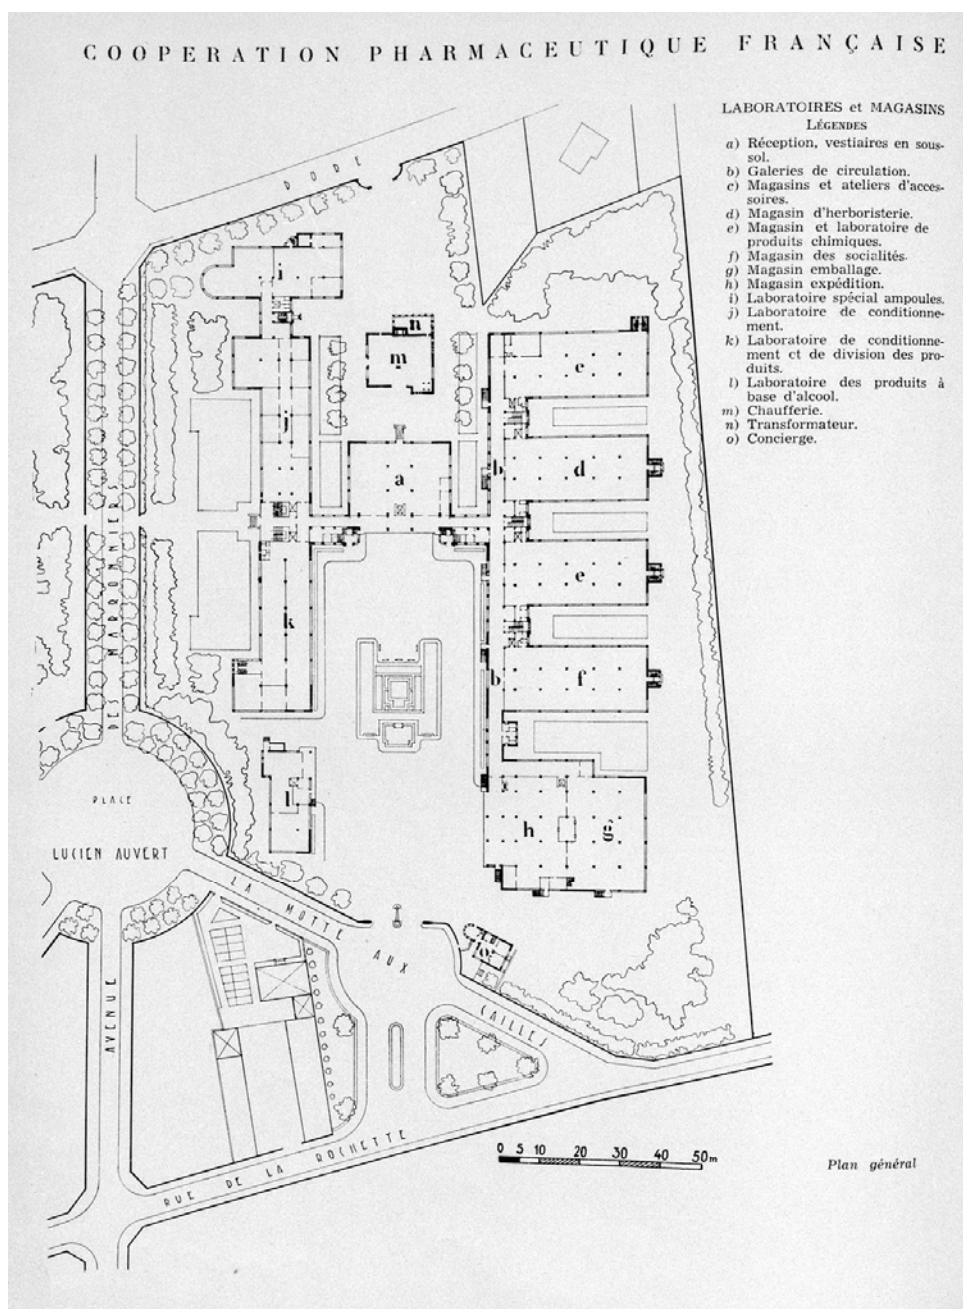 COOPERATION PHARMACEUTIQUE FRANÇAISE
LABORATOIRES et MAGASINS
LÉGENDES
a) Réception, vestiaires en sous-
sol.
b) Galeries de circulation.
c) Magasins et ateliers d'acces-
soires.
d) Magasin d'herboristerie.
e) Magasin et laboratoire de
produits chimiques.
f) Magasin des socialités.
g) Magasin emballage.
h) Magasin expédition.
i) Laboratoire spécial ampoules.
j) Laboratoire de conditionne-
ment.
k) Laboratoire de conditionne-
ment et de division des pro-
duits.
l) Laboratoire des produits à
base d'alcool.
m) Chaufferie.
n) Transformateur.
o) Concierge.
DODE
i
n
m
e
j
a
b
d
e
k
b
f
l
h
g
o
DES MARRONNIERS
PLACE
LUCIEN AUVERT
LA MOTTE AUX CAILLES
AVENUE
RUE DE LA ROCHETTE
0 5 10 20 30 40 50m
Plan général